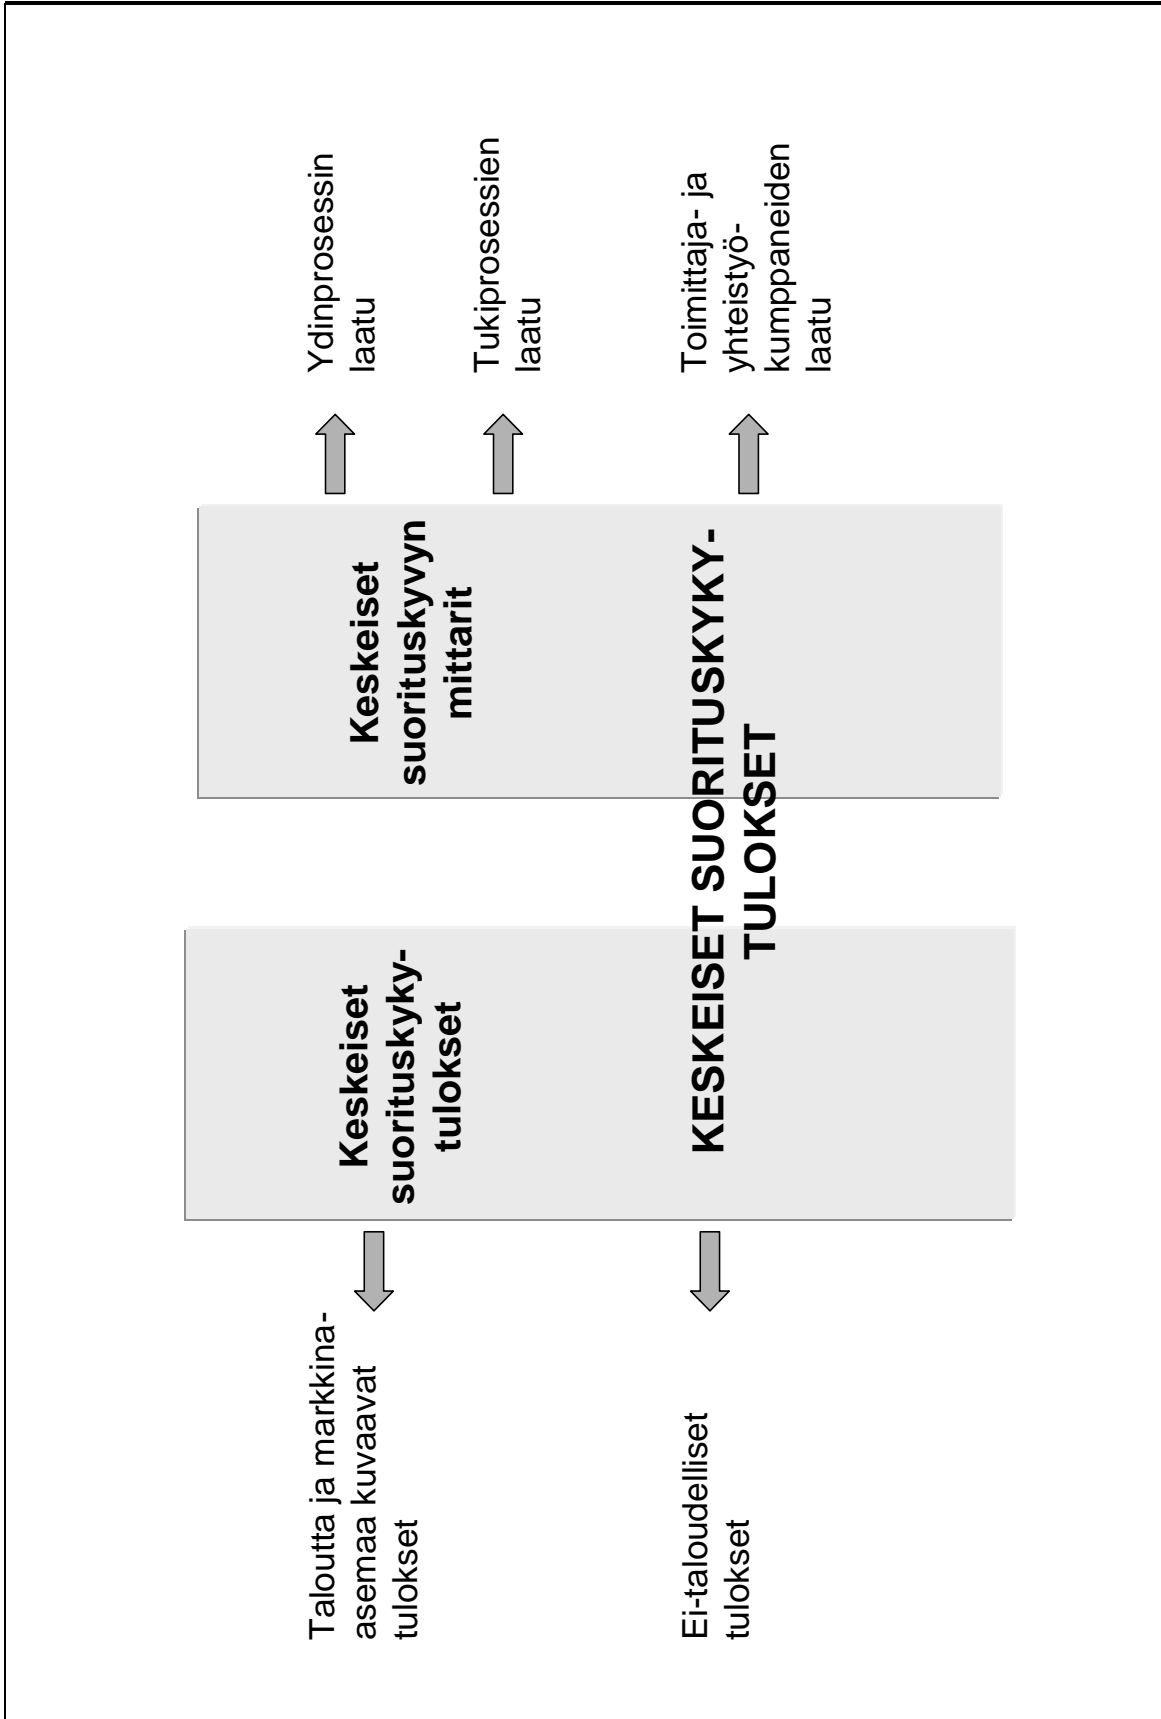 Taloutta ja markkina-
asemaa kuvaavat
tulokset
Ei-taloudelliset
tulokset
Keskeiset
suorituskyky-
tulokset
Keskeiset
suorituskyvyn
mittarit
KESKEISET SUORITUSKYKY-
TULOKSET
Ydinprosessin
laatu
Tukiprosessien
laatu
Toimittaja- ja
yhteistyö-
kumppaneiden
laatu